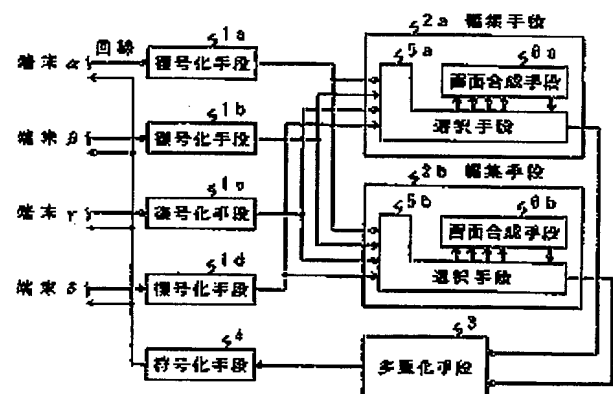 回線
端末 α
1a
復号化手段
端末 β
1b
復号化手段
端末 γ
1c
復号化手段
端末 δ
1d
復号化手段
4
符号化手段
2a 編集手段
5a
6a
画面合成手段
選択手段
2b 編集手段
5b
6b
画面合成手段
選択手段
3
多重化手段